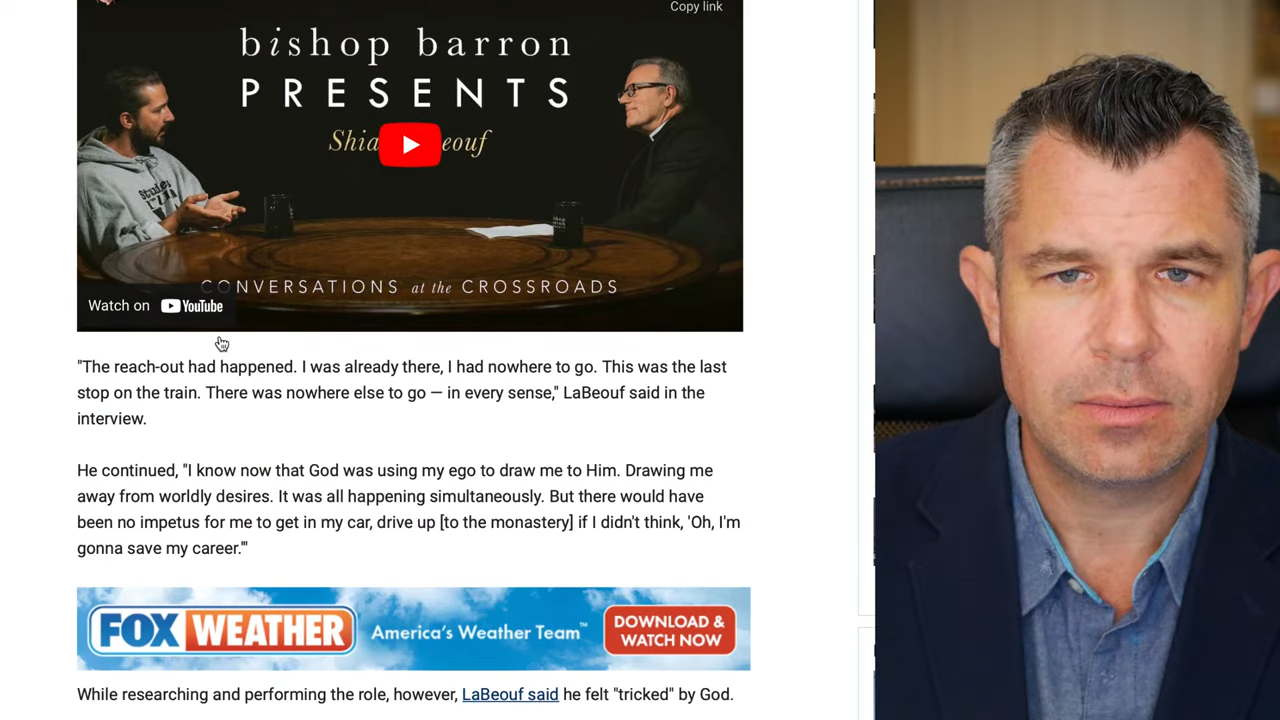 Copy link
bishop barron
PRESENTS
Shia eouf
CONVERSATIONS at the CROSSROADS
Watch on YouTube
"The reach-out had happened. I was already there, I had nowhere to go. This was the last
stop on the train. There was nowhere else to go — in every sense," LaBeouf said in the
interview.
He continued, "I know now that God was using my ego to draw me to Him. Drawing me
away from worldly desires. It was all happening simultaneously. But there would have
been no impetus for me to get in my car, drive up [to the monastery] if I didn't think, 'Oh, I'm
gonna save my career.'"
FOX WEATHER America's Weather Team™ DOWNLOAD &
WATCH NOW
While researching and performing the role, however, LaBeouf said he felt "tricked" by God.